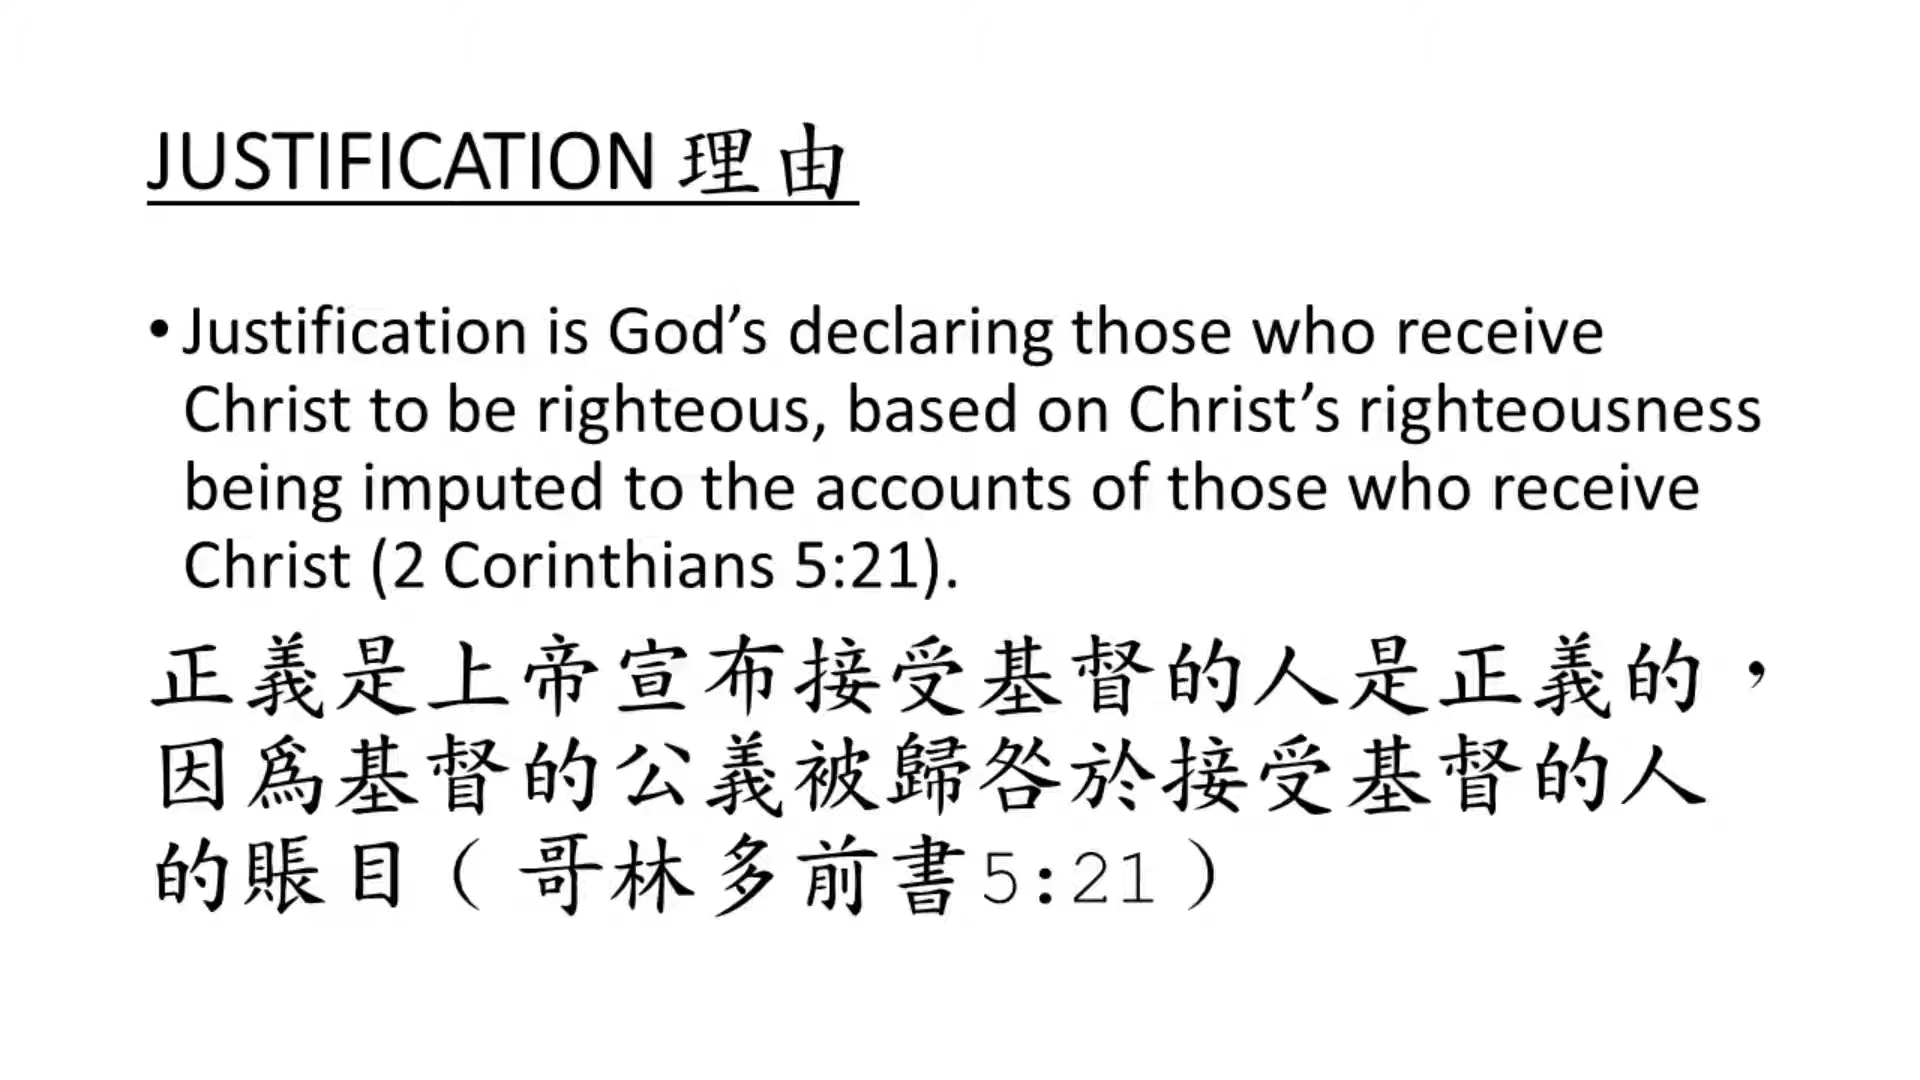 JUSTIFICATION 理由
• Justification is God’s declaring those who receive
Christ to be righteous, based on Christ’s righteousness
being imputed to the accounts of those who receive
Christ (2 Corinthians 5:21).
正義是上帝宣布接受基督的人是正義的，
因爲基督的公義被歸咎於接受基督的人
的賬目（哥林多前書5:21）